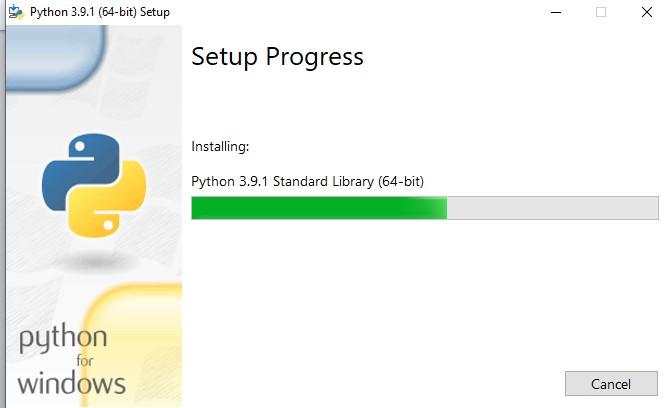 Python 3.9.1 (64-bit) Setup
Setup Progress
Installing:
Python 3.9.1 Standard Library (64-bit)
python
for
windows
Cancel